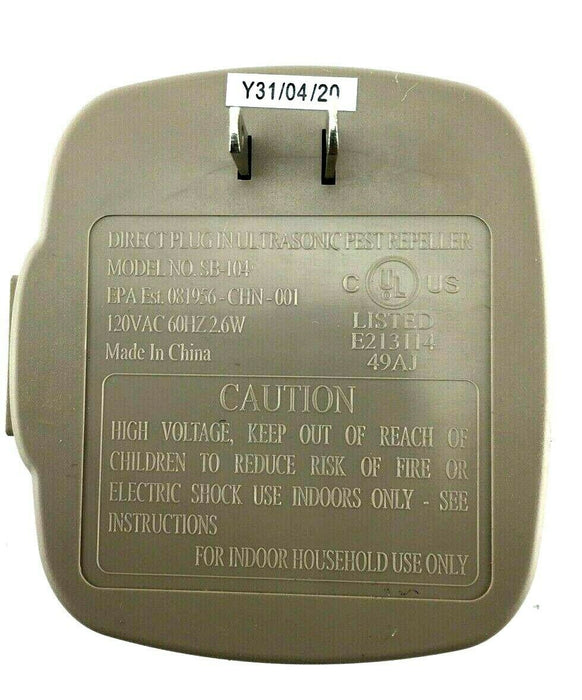 Y31/04/20
DIRECT PLUG IN ULTRASONIC PEST REPELLER
MODEL NO. SB-104
EPA Est. 081956 - CHN - 001
120VAC 60HZ 2.6W
Made In China
C UL US
LISTED
E213114
49AJ
CAUTION
HIGH VOLTAGE, KEEP OUT OF REACH OF
CHILDREN TO REDUCE RISK OF FIRE OR
ELECTRIC SHOCK USE INDOORS ONLY - SEE
INSTRUCTIONS
FOR INDOOR HOUSEHOLD USE ONLY